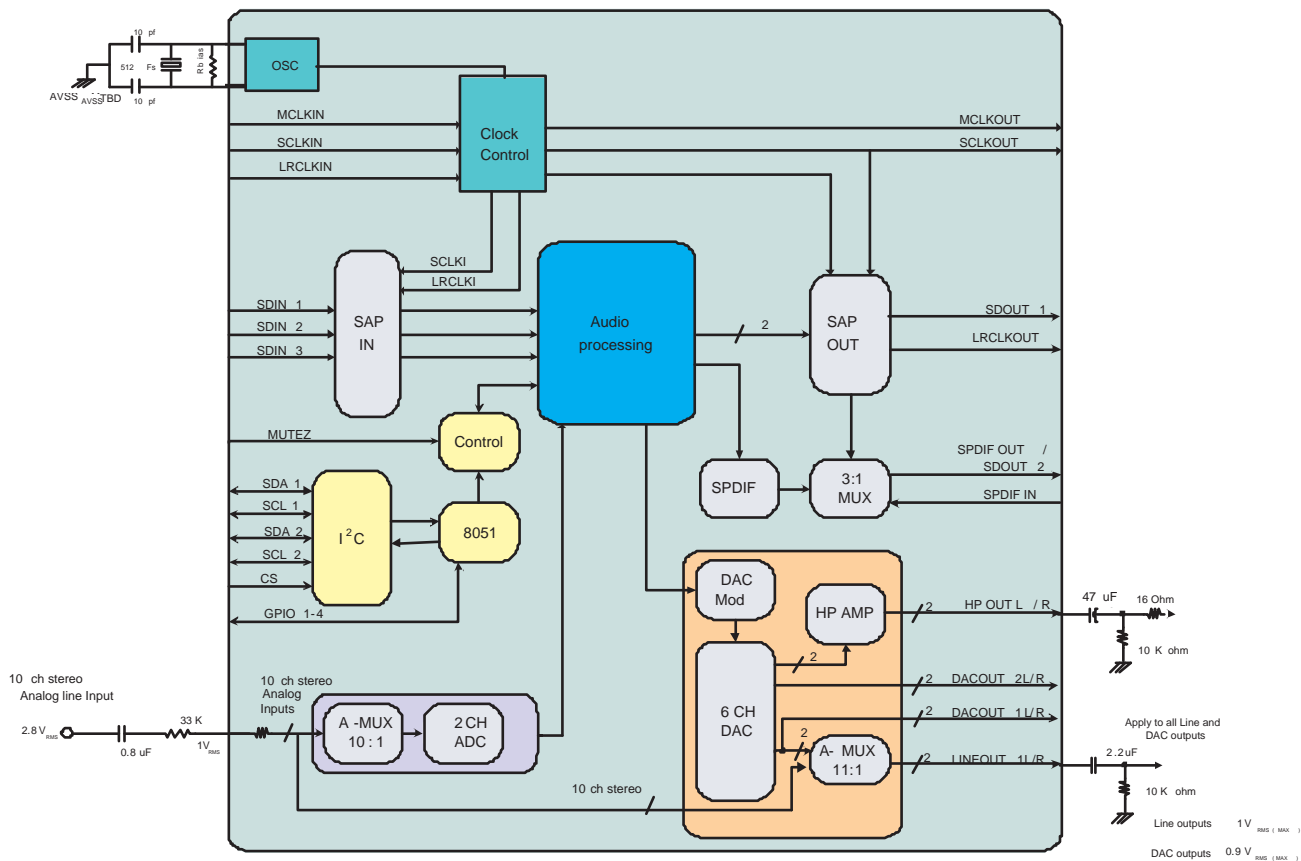 10 pf
512 Fs
Rbias
OSC
AVSS
AVSS
TBD
10 pf
MCLKIN
SCLKIN
LRCLKIN
Clock
Control
MCLKOUT
SCLKOUT
SCLKI
LRCLKI
SDIN 1
SDIN 2
SDIN 3
SAP
IN
Audio
processing
2
SAP
OUT
SDOUT 1
LRCLKOUT
MUTEZ
Control
SPDIF OUT /
SDOUT 2
SPDIF IN
SPDIF
3:1
MUX
SDA 1
SCL 1
SDA 2
SCL 2
CS
GPIO 1-4
I²C
8051
DAC
Mod
HP AMP
2
HP OUT L / R
47 uF
16 Ohm
10 K ohm
2
6 CH
DAC
2
DACOUT 2L/R
2
DACOUT 1L/R
2
A- MUX
11:1
2
LINEOUT 1L/R
10 ch stereo
Analog line Input
2.8 VRMS
0.8 uF
33 K
1VRMS
10 ch stereo
Analog
Inputs
A -MUX
10 : 1
2 CH
ADC
10 ch stereo
Apply to all Line and
DAC outputs
2.2uF
10 K ohm
Line outputs 1 V RMS ( MAX )
DAC outputs 0.9 V RMS (MAX )